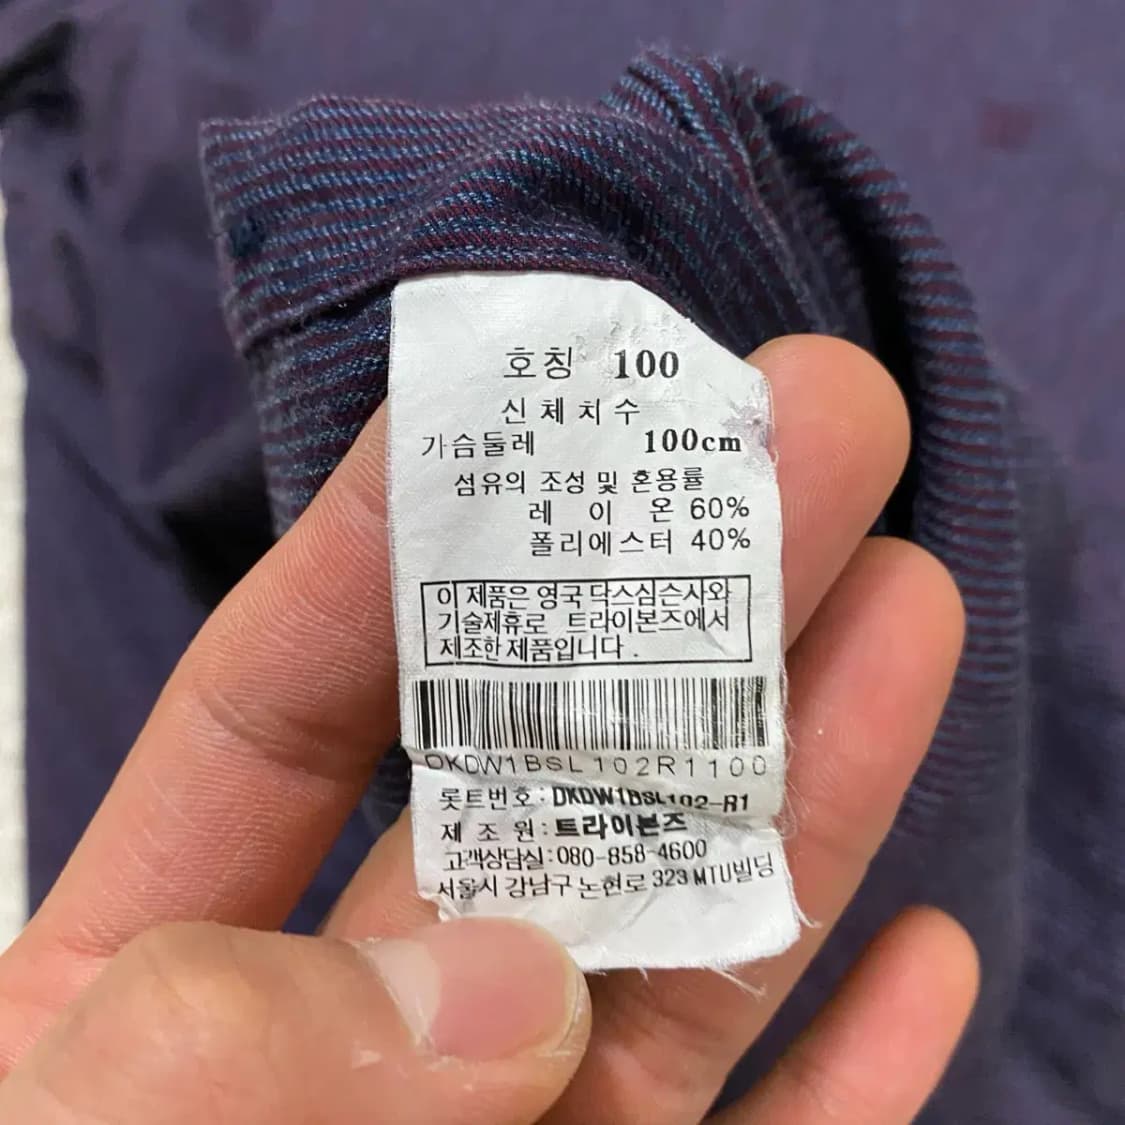 호칭 100
신체치수
가슴둘레 100cm
섬유의 조성 및 혼용률
레 이 온 60%
폴리에스터 40%
이 제품은 영국 닥스심슨사와
기술제휴로 트라이본즈에서
제조한 제품입니다.
DKDW1BSL102R1100
롯트번호: DKDW1BSL102-R1
제 조 원: 트라이본즈
고객상담실: 080-858-4600
서울시 강남구 논현로 323 MTU빌딩